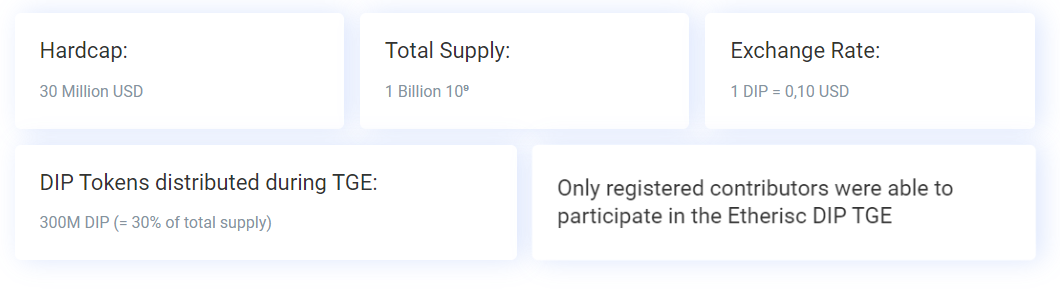 Hardcap:
30 Million USD
Total Supply:
1 Billion 10⁹
Exchange Rate:
1 DIP = 0,10 USD
DIP Tokens distributed during TGE:
300M DIP (= 30% of total supply)
Only registered contributors were able to
participate in the Etherisc DIP TGE